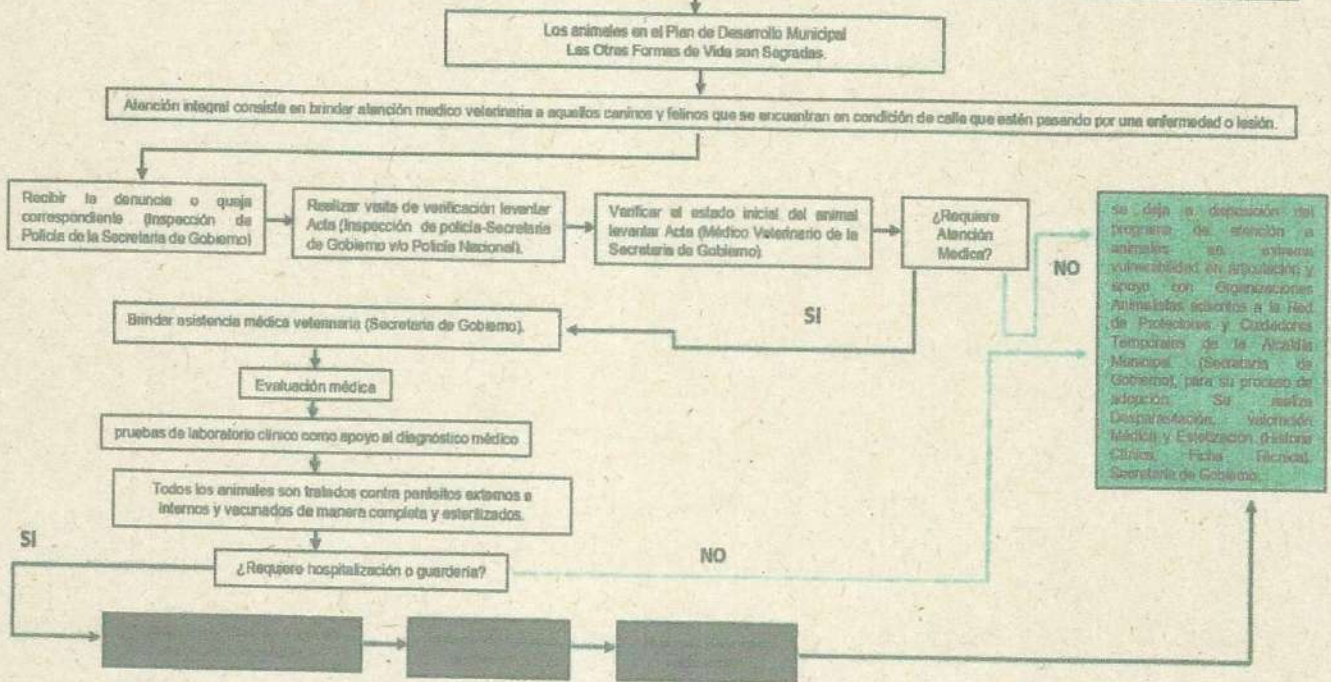 Los animales en el Plan de Desarrollo Municipal
Las Otras Formas de Vida son Sagradas.
Atención integral consiste en brindar atención medico veterinaria a aquellos caninos y felinos que se encuentran en condición de calle que estén pasando por una enfermedad o lesión.
Recibir la denuncia o queja
correspondiente (Inspección de
Policía de la Secretaria de Gobierno)
Realizar visita de verificación levantar
Acta (Inspección de policía-Secretaria
de Gobierno y/o Policía Nacional).
Verificar el estado inicial del animal
levantar Acta (Médico Veterinario de la
Secretaria de Gobierno)
¿Requiere
Atención
Medica?
NO
SI
se deja a disposición del
programa de atención a
animales en extrema
vulnerabilidad en articulación y
apoyo con Organizaciones
Animalistas adscritos a la Red
de Protectores y Cuidadores
Temporales de la Alcaldía
Municipal (Secretaria de
Gobierno), para su proceso de
adopción. Se realiza
Desparasitación, valoración
Médica y Esterilización (Historia
Clínica, Ficha Técnica).
Secretaria de Gobierno.
Brindar asistencia médica veterinaria (Secretaria de Gobierno).
Evaluación médica
pruebas de laboratorio clínico como apoyo al diagnóstico médico
Todos los animales son tratados contra parásitos externos e
internos y vacunados de manera completa y esterilizados.
SI
¿Requiere hospitalización o guardería?
NO